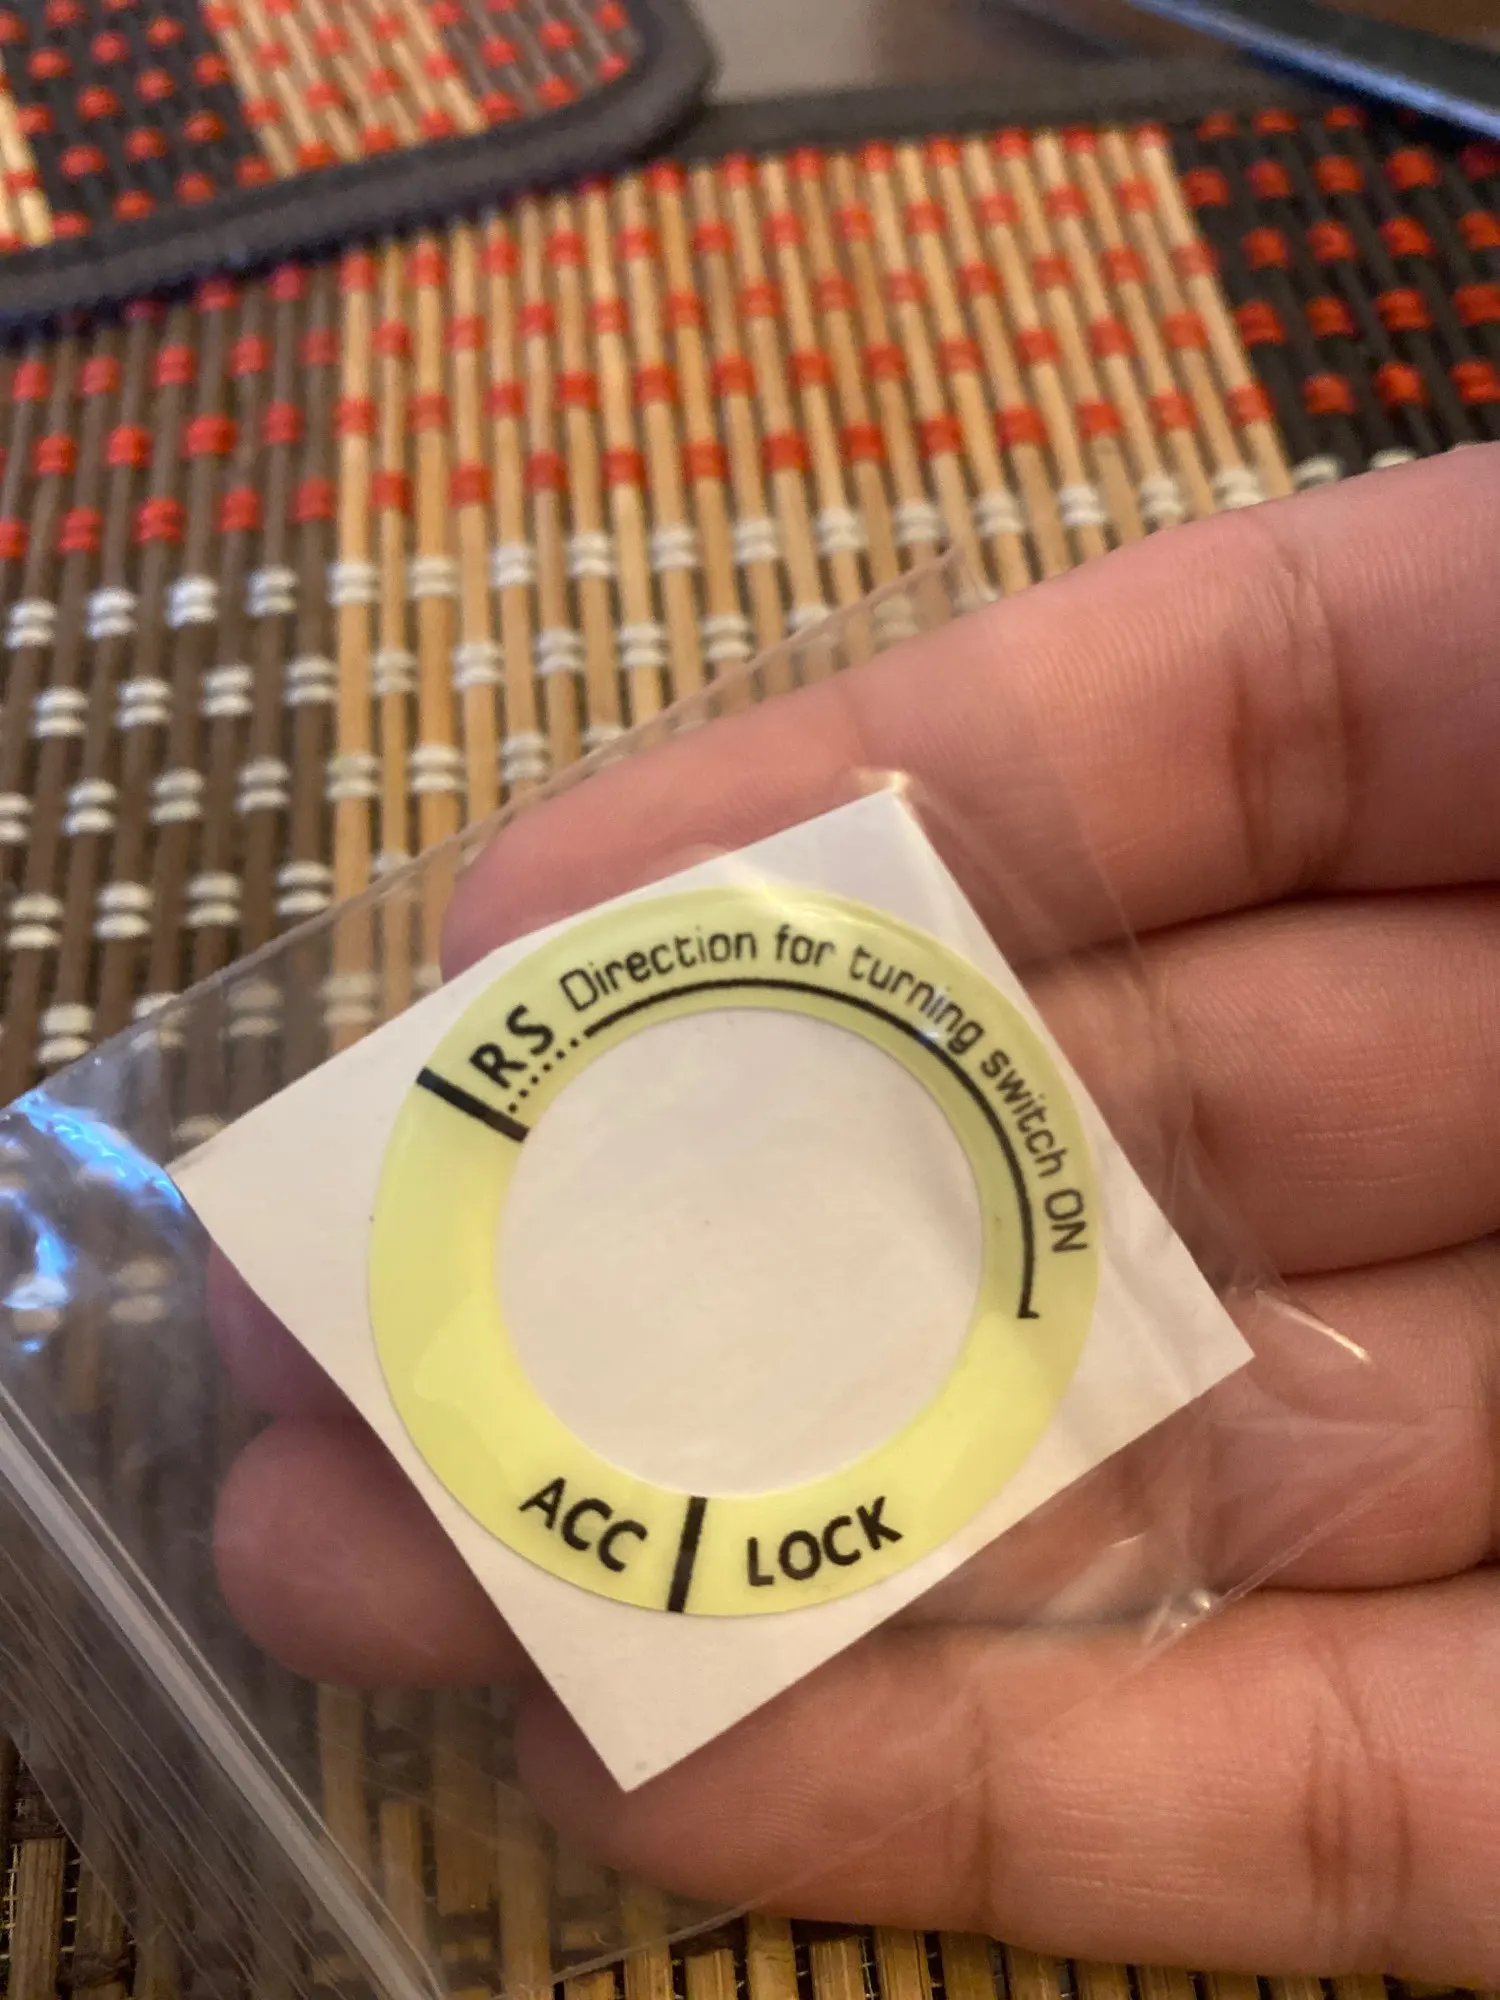 RS Direction for turning switch ON
ACC LOCK